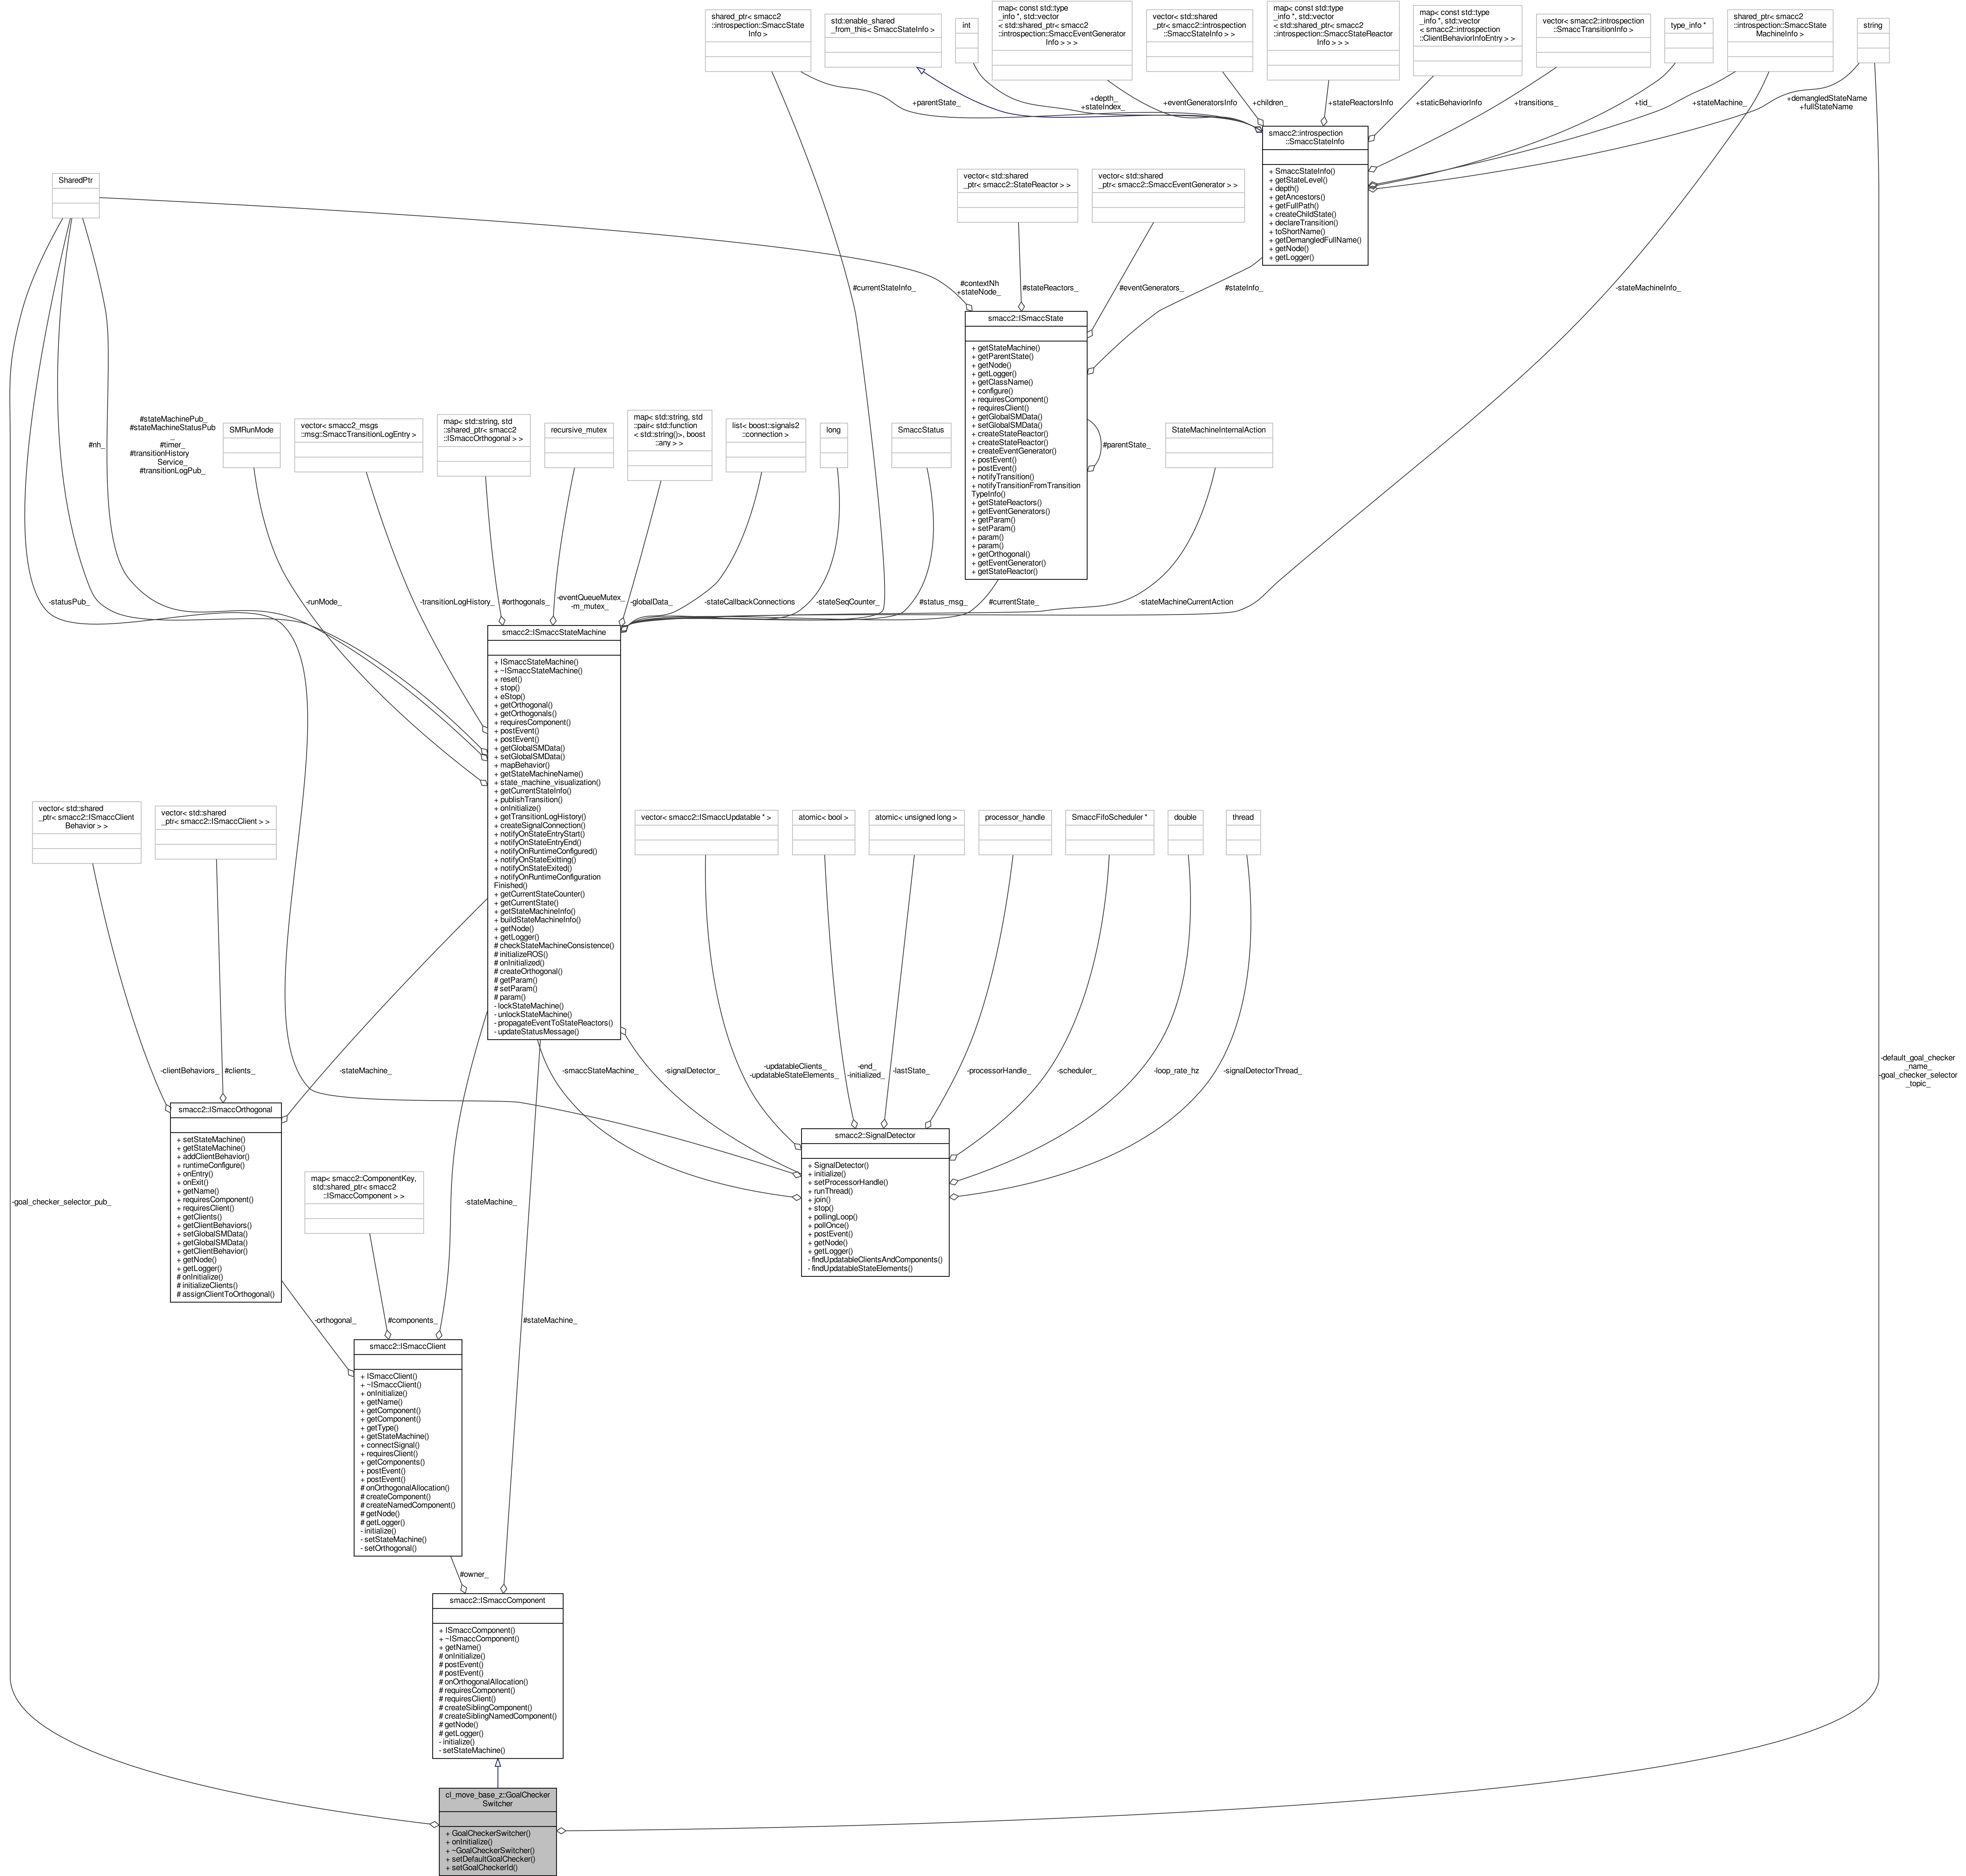 shared_ptr< smacc2
::introspection::SmaccState
Info >
std::enable_shared
_from_this< SmaccStateInfo >
int
map< const std::type
_info *, std::vector
< std::shared_ptr< smacc2
::introspection::SmaccEventGenerator
Info > > >
vector< std::shared
_ptr< smacc2::introspection
::SmaccStateInfo > >
map< const std::type
_info *, std::vector
< std::shared_ptr< smacc2
::introspection::SmaccStateReactor
Info > > >
map< const std::type
_info *, std::vector
< smacc2::introspection
::ClientBehaviorInfoEntry > >
vector< smacc2::introspection
::SmaccTransitionInfo >
type_info *
shared_ptr< smacc2
::introspection::SmaccState
MachineInfo >
string
+parentState_
+depth_
+stateIndex_
+eventGeneratorsInfo
+children_
+stateReactorsInfo
+staticBehaviorInfo
+transitions_
+tid_
+stateMachine_
+demangledStateName
+fullStateName
smacc2::introspection
::SmaccStateInfo
+ SmaccStateInfo()
+ getStateLevel()
+ depth()
+ getAncestors()
+ getFullPath()
+ createChildState()
+ declareTransition()
+ toShortName()
+ getDemangledFullName()
+ getNode()
+ getLogger()
SharedPtr
vector< std::shared
_ptr< smacc2::StateReactor > >
vector< std::shared
_ptr< smacc2::SmaccEventGenerator > >
#currentStateInfo_
#contextNh
+stateNode_
#stateReactors_
#eventGenerators_
#stateInfo_
-stateMachineInfo_
smacc2::ISmaccState
+ getStateMachine()
+ getParentState()
+ getNode()
+ getLogger()
+ getClassName()
+ configure()
+ requiresComponent()
+ requiresClient()
+ getGlobalSMData()
+ setGlobalSMData()
+ createStateReactor()
+ createStateReactor()
+ createEventGenerator()
+ postEvent()
+ postEvent()
+ notifyTransition()
+ notifyTransitionFromTransition
TypeInfo()
+ getStateReactors()
+ getEventGenerators()
+ getParam()
+ setParam()
+ param()
+ param()
+ getOrthogonal()
+ getEventGenerator()
+ getStateReactor()
#parentState_
#nh_
#stateMachinePub_
#stateMachineStatusPub
_
#timer_
#transitionHistory
Service_
#transitionLogPub_
SMRunMode
vector< smacc2_msgs
::msg::SmaccTransitionLogEntry >
map< std::string, std
::shared_ptr< smacc2
::ISmaccOrthogonal > >
recursive_mutex
map< std::string, std
::pair< std::function
< std::string()>, boost
::any > >
list< boost::signals2
::connection >
long
SmaccStatus
StateMachineInternalAction
-statusPub_
-runMode_
-transitionLogHistory_
#orthogonals_
-eventQueueMutex_
-m_mutex_
-globalData_
-stateCallbackConnections
-stateSeqCounter_
#status_msg_
#currentState_
-stateMachineCurrentAction
smacc2::ISmaccStateMachine
+ ISmaccStateMachine()
+ ~ISmaccStateMachine()
+ reset()
+ stop()
+ eStop()
+ getOrthogonal()
+ getOrthogonals()
+ requiresComponent()
+ postEvent()
+ postEvent()
+ getGlobalSMData()
+ setGlobalSMData()
+ mapBehavior()
+ getStateMachineName()
+ state_machine_visualization()
+ getCurrentStateInfo()
+ publishTransition()
+ onInitialize()
+ getTransitionLogHistory()
+ createSignalConnection()
+ notifyOnStateEntryStart()
+ notifyOnStateEntryEnd()
+ notifyOnRuntimeConfigured()
+ notifyOnStateExitting()
+ notifyOnStateExited()
+ notifyOnRuntimeConfiguration
Finished()
+ getCurrentStateCounter()
+ getCurrentState()
+ getStateMachineInfo()
+ buildStateMachineInfo()
+ getNode()
+ getLogger()
# checkStateMachineConsistence()
# initializeROS()
# onInitialized()
# createOrthogonal()
# getParam()
# setParam()
# param()
- lockStateMachine()
- unlockStateMachine()
- propagateEventToStateReactors()
- updateStatusMessage()
vector< std::shared
_ptr< smacc2::ISmaccClient
Behavior > >
vector< std::shared
_ptr< smacc2::ISmaccClient > >
vector< smacc2::ISmaccUpdatable * >
atomic< bool >
atomic< unsigned long >
processor_handle
SmaccFifoScheduler *
double
thread
-clientBehaviors_
#clients_
-stateMachine_
-smaccStateMachine_
-signalDetector_
-updatableClients_
-updatableStateElements_
-end_
-initialized_
-lastState_
-processorHandle_
-scheduler_
-loop_rate_hz
-signalDetectorThread_
-default_goal_checker
_name_
-goal_checker_selector
_topic_
smacc2::ISmaccOrthogonal
+ setStateMachine()
+ getStateMachine()
+ addClientBehavior()
+ runtimeConfigure()
+ onEntry()
+ onExit()
+ getName()
+ requiresComponent()
+ requiresClient()
+ getClients()
+ getClientBehaviors()
+ setGlobalSMData()
+ getGlobalSMData()
+ getClientBehavior()
+ getNode()
+ getLogger()
# onInitialize()
# initializeClients()
# assignClientToOrthogonal()
smacc2::SignalDetector
+ SignalDetector()
+ initialize()
+ setProcessorHandle()
+ runThread()
+ join()
+ stop()
+ pollingLoop()
+ pollOnce()
+ postEvent()
+ getNode()
+ getLogger()
- findUpdatableClientsAndComponents()
- findUpdatableStateElements()
map< smacc2::ComponentKey,
std::shared_ptr< smacc2
::ISmaccComponent > >
-goal_checker_selector_pub_
-stateMachine_
-orthogonal_
#components_
#stateMachine_
smacc2::ISmaccClient
+ ISmaccClient()
+ ~ISmaccClient()
+ onInitialize()
+ getName()
+ getComponent()
+ getComponent()
+ getType()
+ getStateMachine()
+ connectSignal()
+ requiresClient()
+ getComponents()
+ postEvent()
+ postEvent()
# onOrthogonalAllocation()
# createComponent()
# createNamedComponent()
# getNode()
# getLogger()
- initialize()
- setStateMachine()
- setOrthogonal()
#owner_
smacc2::ISmaccComponent
+ ISmaccComponent()
+ ~ISmaccComponent()
+ getName()
# onInitialize()
# postEvent()
# postEvent()
# onOrthogonalAllocation()
# requiresComponent()
# requiresClient()
# createSiblingComponent()
# createSiblingNamedComponent()
# getNode()
# getLogger()
- initialize()
- setStateMachine()
cl_move_base_z::GoalChecker
Switcher
+ GoalCheckerSwitcher()
+ onInitialize()
+ ~GoalCheckerSwitcher()
+ setDefaultGoalChecker()
+ setGoalCheckerId()